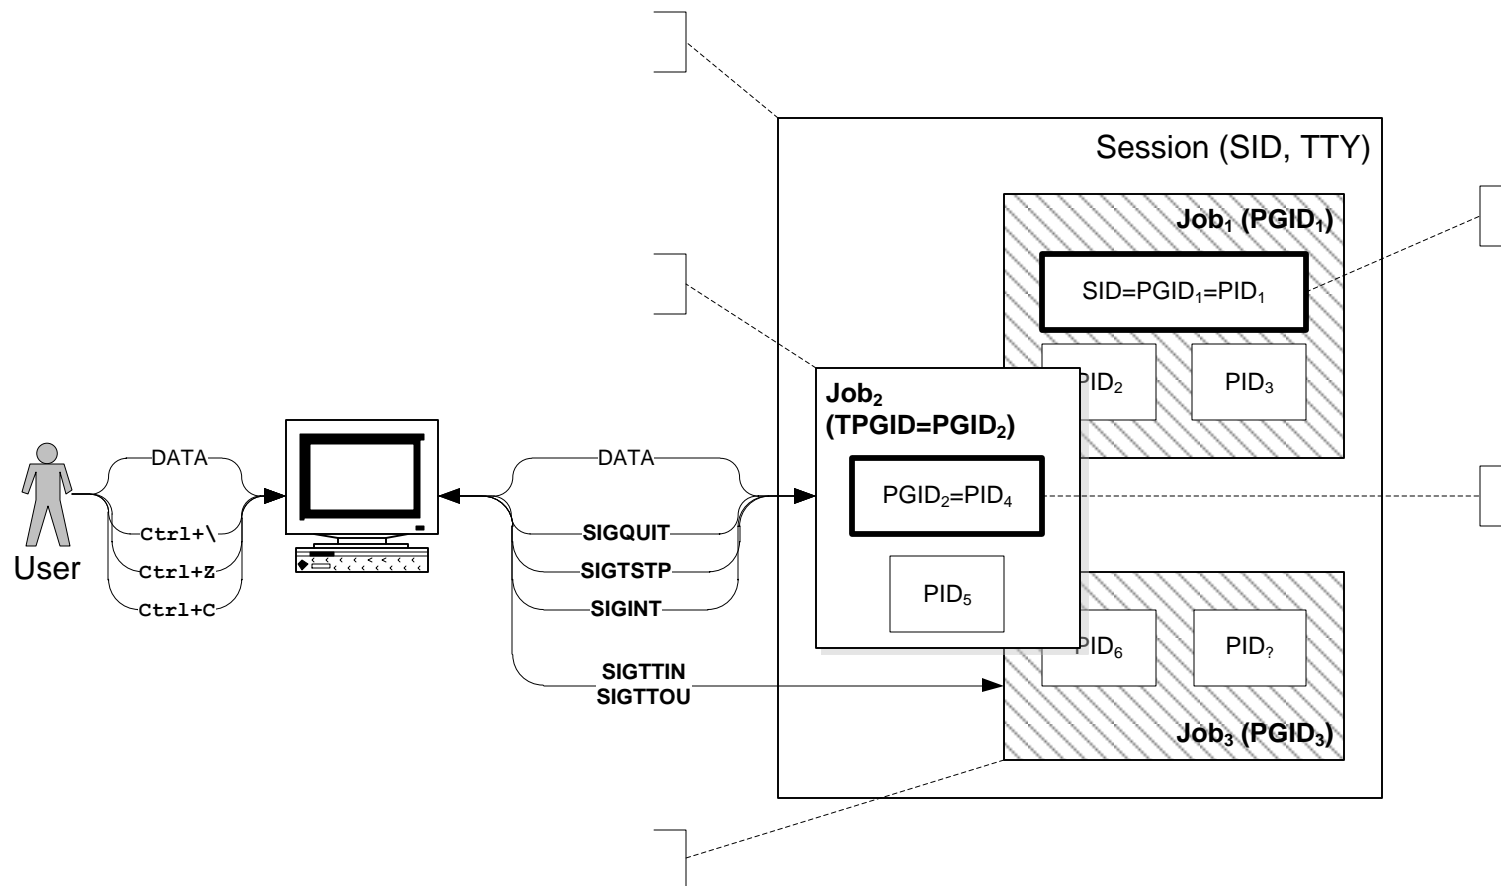 Session (SID, TTY)
Job₁ (PGID₁)
SID=PGID₁=PID₁
PID₂
PID₃
Job₂
(TPGID=PGID₂)
PGID₂=PID₄
PID₅
PID₆
PID?
Job₃ (PGID₃)
User
DATA
Ctrl+\
Ctrl+Z
Ctrl+C
DATA
SIGQUIT
SIGTSTP
SIGINT
SIGTTIN
SIGTTOU